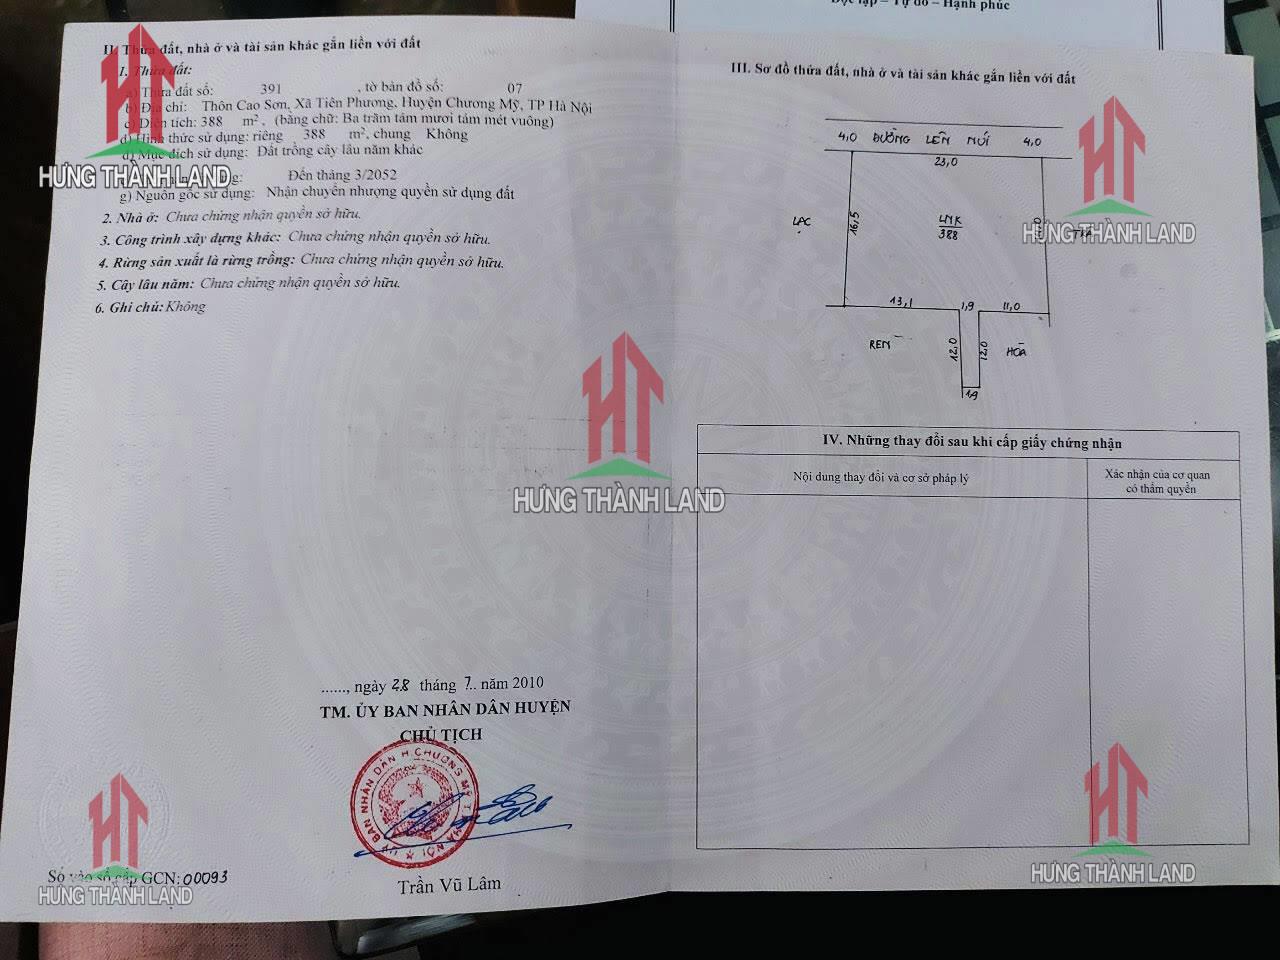 Độc lập – Tự do – Hạnh phúc
II. Thửa đất, nhà ở và tài sản khác gắn liền với đất
1. Thửa đất:
a) Thửa đất số: 391 , tờ bản đồ số: 07
b) Địa chỉ: Thôn Cao Sơn, Xã Tiên Phương, Huyện Chương Mỹ, TP Hà Nội
c) Diện tích: 388 m², (bằng chữ: Ba trăm tám mươi tám mét vuông)
d) Hình thức sử dụng: riêng 388 m², chung Không
đ) Mục đích sử dụng: Đất trồng cây lâu năm khác
Đến tháng 3/2052
g) Nguồn gốc sử dụng: Nhận chuyển nhượng quyền sử dụng đất
2. Nhà ở: Chưa chứng nhận quyền sở hữu.
3. Công trình xây dựng khác: Chưa chứng nhận quyền sở hữu.
4. Rừng sản xuất là rừng trồng: Chưa chứng nhận quyền sở hữu.
5. Cây lâu năm: Chưa chứng nhận quyền sở hữu.
6. Ghi chú: Không
......, ngày 28 tháng 7.. năm 2010
TM. ỦY BAN NHÂN DÂN HUYỆN
CHỦ TỊCH
ỦY BAN NHÂN DÂN H.CHƯƠNG MỸ
Trần Vũ Lâm
Số vào sổ cấp GCN: 00093
III. Sơ đồ thửa đất, nhà ở và tài sản khác gắn liền với đất
4,0 ĐƯỜNG LÊN NÚI 4,0
23,0
LẠC
16,5
LNK
388
13,1
1,9
11,0
REN
12,0
12,0
HÒA
1,9
IV. Những thay đổi sau khi cấp giấy chứng nhận
Nội dung thay đổi và cơ sở pháp lý
Xác nhận của cơ quan
có thẩm quyền
HƯNG THÀNH LAND
HƯNG THÀNH LAND
HƯNG THÀNH LAND
HƯNG THÀNH LAND
HƯNG THÀNH LAND